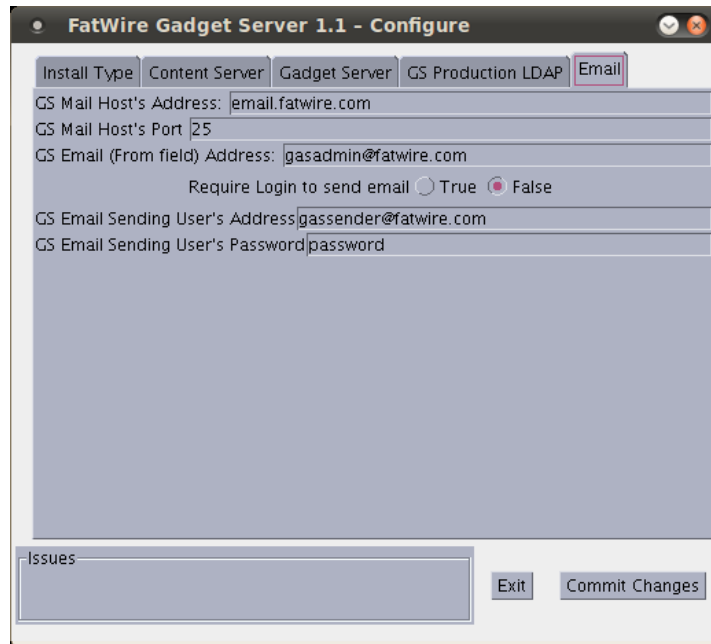 FatWire Gadget Server 1.1 - Configure
Install Type Content Server Gadget Server GS Production LDAP Email
GS Mail Host's Address: email.fatwire.com
GS Mail Host's Port 25
GS Email (From field) Address: gasadmin@fatwire.com
Require Login to send email True False
GS Email Sending User's Address gassender@fatwire.com
GS Email Sending User's Password password
Issues
Exit Commit Changes